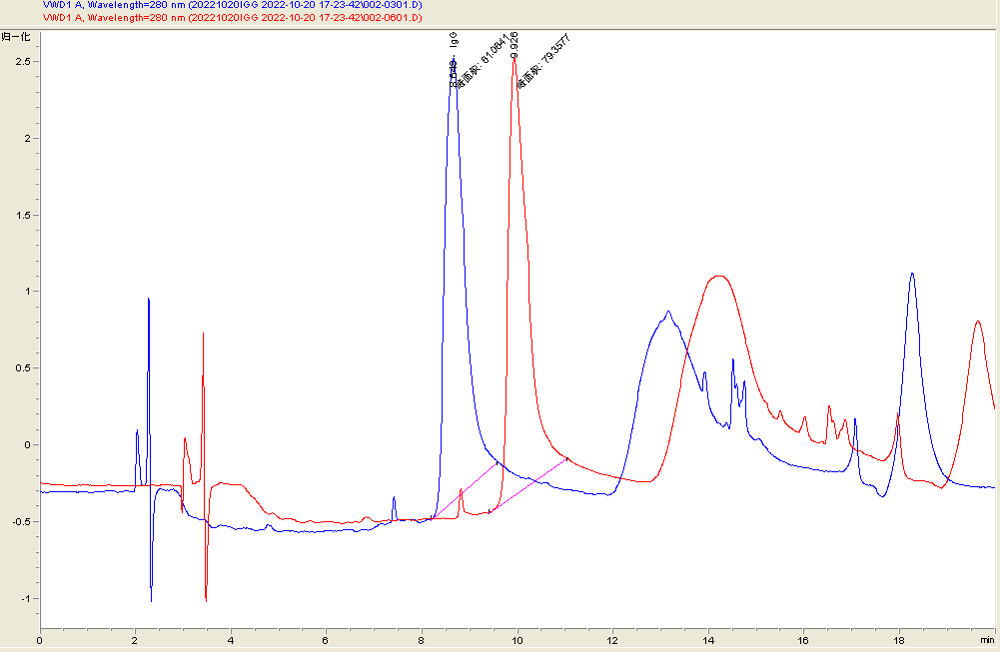 VWD1 A, Wavelength=280 nm (20221020IGG 2022-10-20 17-23-42\002-0301.D)
VWD1 A, Wavelength=280 nm (20221020IGG 2022-10-20 17-23-42\002-0601.D)
归一化
IgG
峰面积: 81.0641
9.926
峰面积: 79.3577
2.5
2
1.5
1
0.5
0
-0.5
-1
0 2 4 6 8 10 12 14 16 18 min